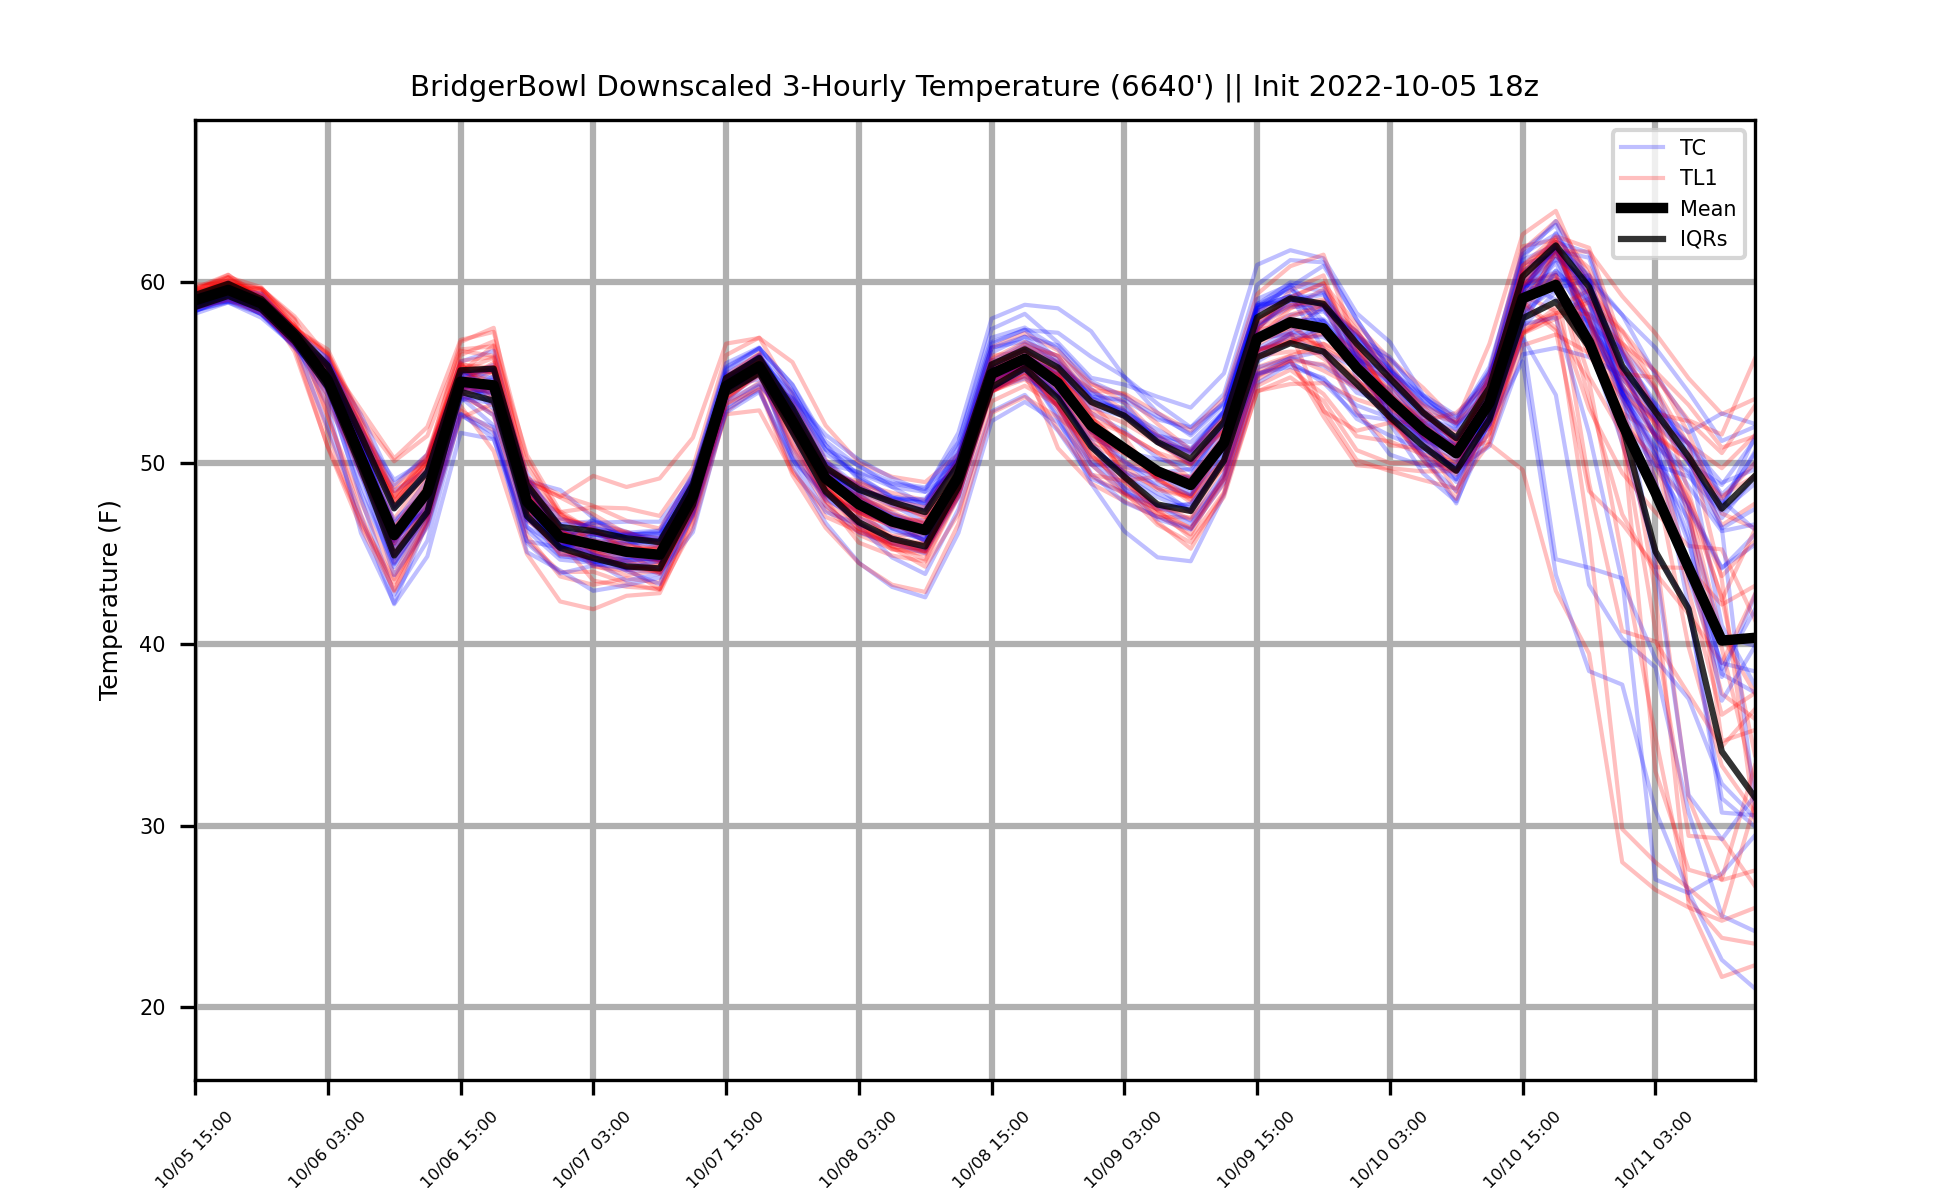 BridgerBowl Downscaled 3-Hourly Temperature (6640') || Init 2022-10-05 18z
TC
TL1
Mean
IQRs
Temperature (F)
60
50
40
30
20
10/05 15:00
10/06 03:00
10/06 15:00
10/07 03:00
10/07 15:00
10/08 03:00
10/08 15:00
10/09 03:00
10/09 15:00
10/10 03:00
10/10 15:00
10/11 03:00